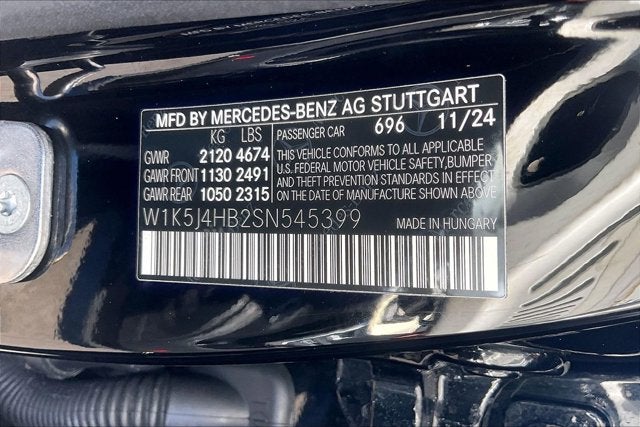 MFD BY MERCEDES-BENZ AG STUTTGART
KG LBS PASSENGER CAR 696 11/24
GVWR 2120 4674
GAWR FRONT 1130 2491
GAWR REAR 1050 2315
THIS VEHICLE CONFORMS TO ALL APPLICABLE
U.S. FEDERAL MOTOR VEHICLE SAFETY,BUMPER
AND THEFT PREVENTION STANDARDS IN EFFECT
ON THE DATE OF MANUFACTURE SHOWN ABOVE
W1K5J4HB2SN545399
MADE IN HUNGARY